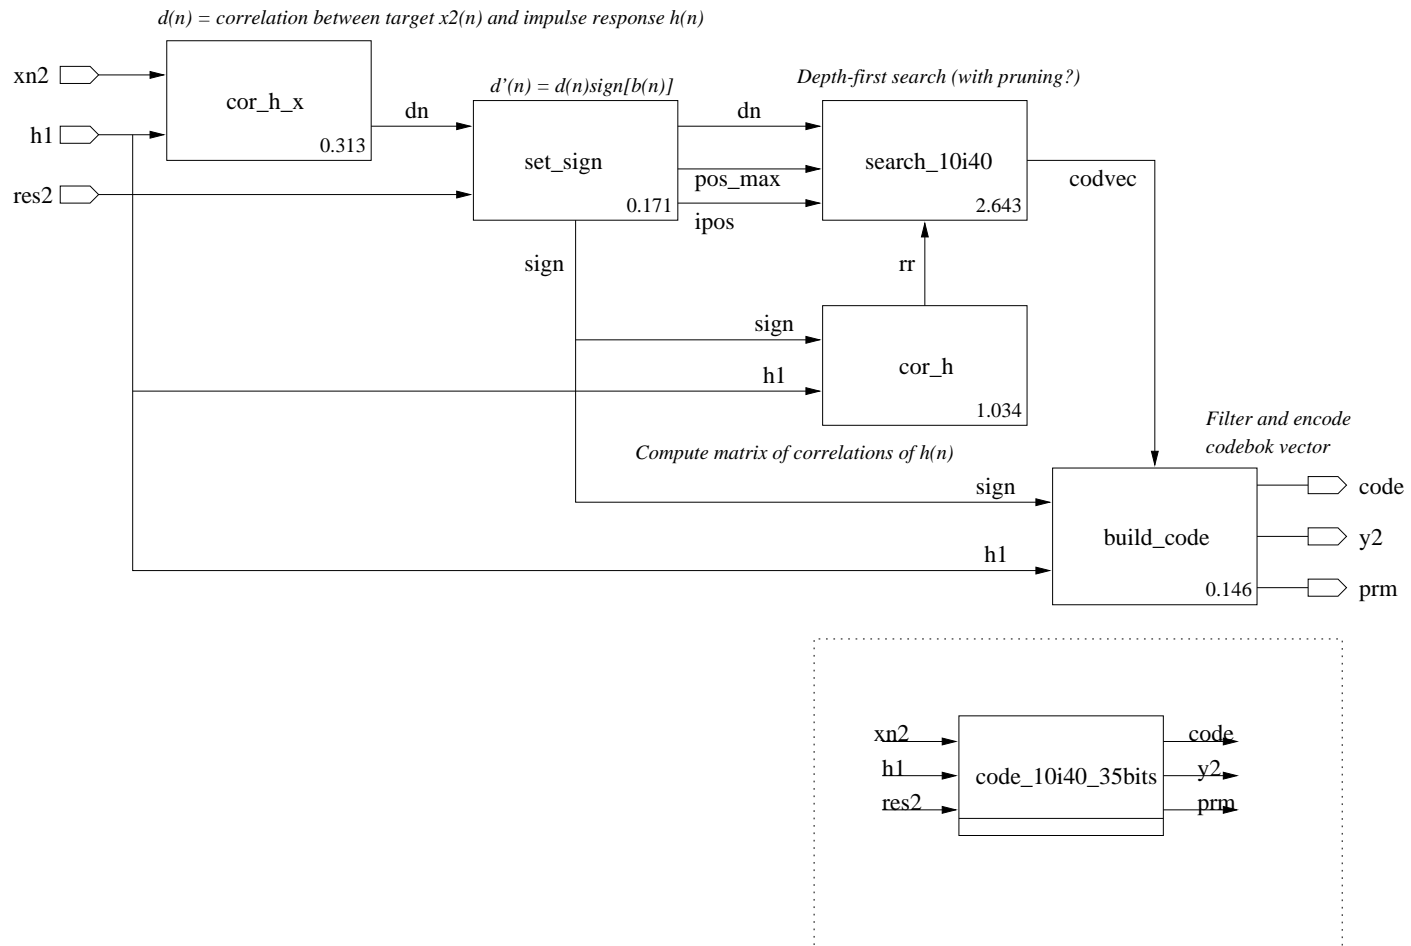 d(n) = correlation between target x2(n) and impulse response h(n)
xn2
h1
res2
cor_h_x
0.313
dn
d'(n) = d(n)sign[b(n)]
set_sign
0.171
dn
pos_max
ipos
Depth-first search (with pruning?)
search_10i40
2.643
codvec
sign
rr
sign
h1
cor_h
1.034
Compute matrix of correlations of h(n)
Filter and encode
codebok vector
sign
h1
build_code
0.146
code
y2
prm
xn2
h1
res2
code_10i40_35bits
code
y2
prm